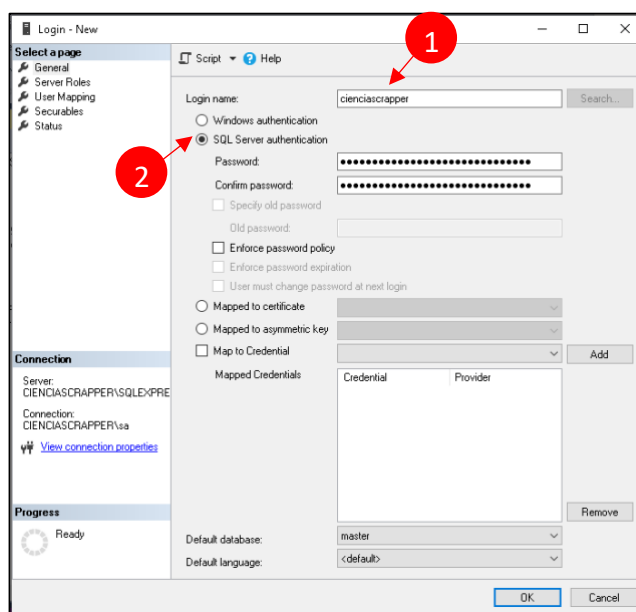 Login - New
Select a page
General
Server Roles
User Mapping
Securables
Status
Script
Help
1
Login name:
cienciascrapper
Search...
Windows authentication
2
SQL Server authentication
Password:
Confirm password:
Specify old password
Old password:
Enforce password policy
Enforce password expiration
User must change password at next login
Mapped to certificate
Mapped to asymmetric key
Map to Credential
Add
Mapped Credentials
Credential Provider
Remove
Default database:
master
Default language:
<default>
Connection
Server:
CIENCIASCRAPPER\SQLEXPRE
Connection:
CIENCIASCRAPPER\sa
View connection properties
Progress
Ready
OK
Cancel